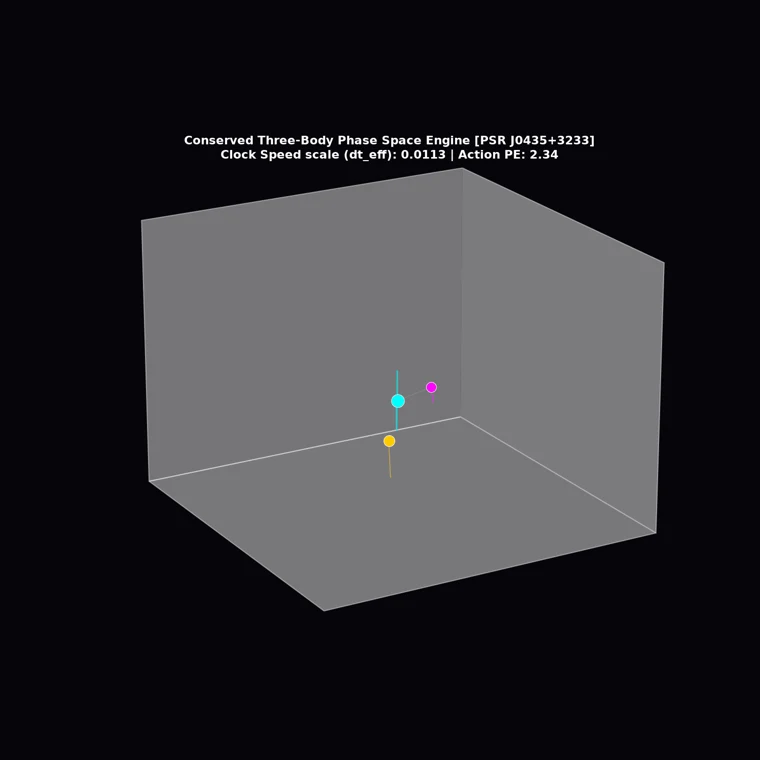 Conserved Three-Body Phase Space Engine [PSR J0435+3233]
Clock Speed scale (dt_eff): 0.0113 | Action PE: 2.34